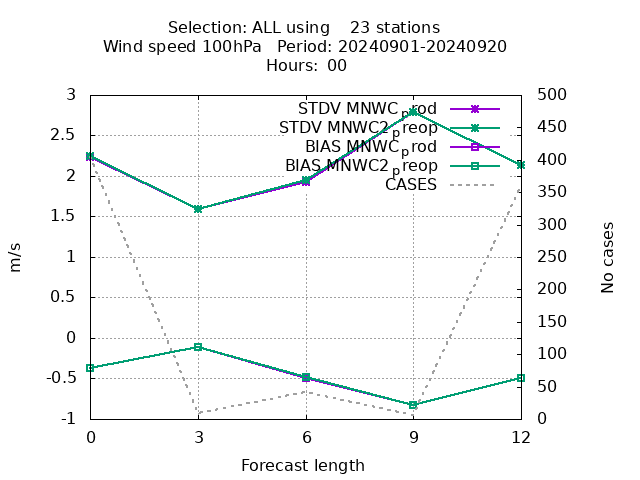 Selection: ALL using 23 stations
Wind speed 100hPa Period: 20240901-20240920
Hours: 00
3
2.5
2
1.5
1
0.5
0
-0.5
-1
m/s
STDV MNWC_prod
STDV MNWC2_preop
BIAS MNWC_prod
BIAS MNWC2_preop
CASES
500
450
400
350
300
250
200
150
100
50
0
No cases
0 3 6 9 12
Forecast length